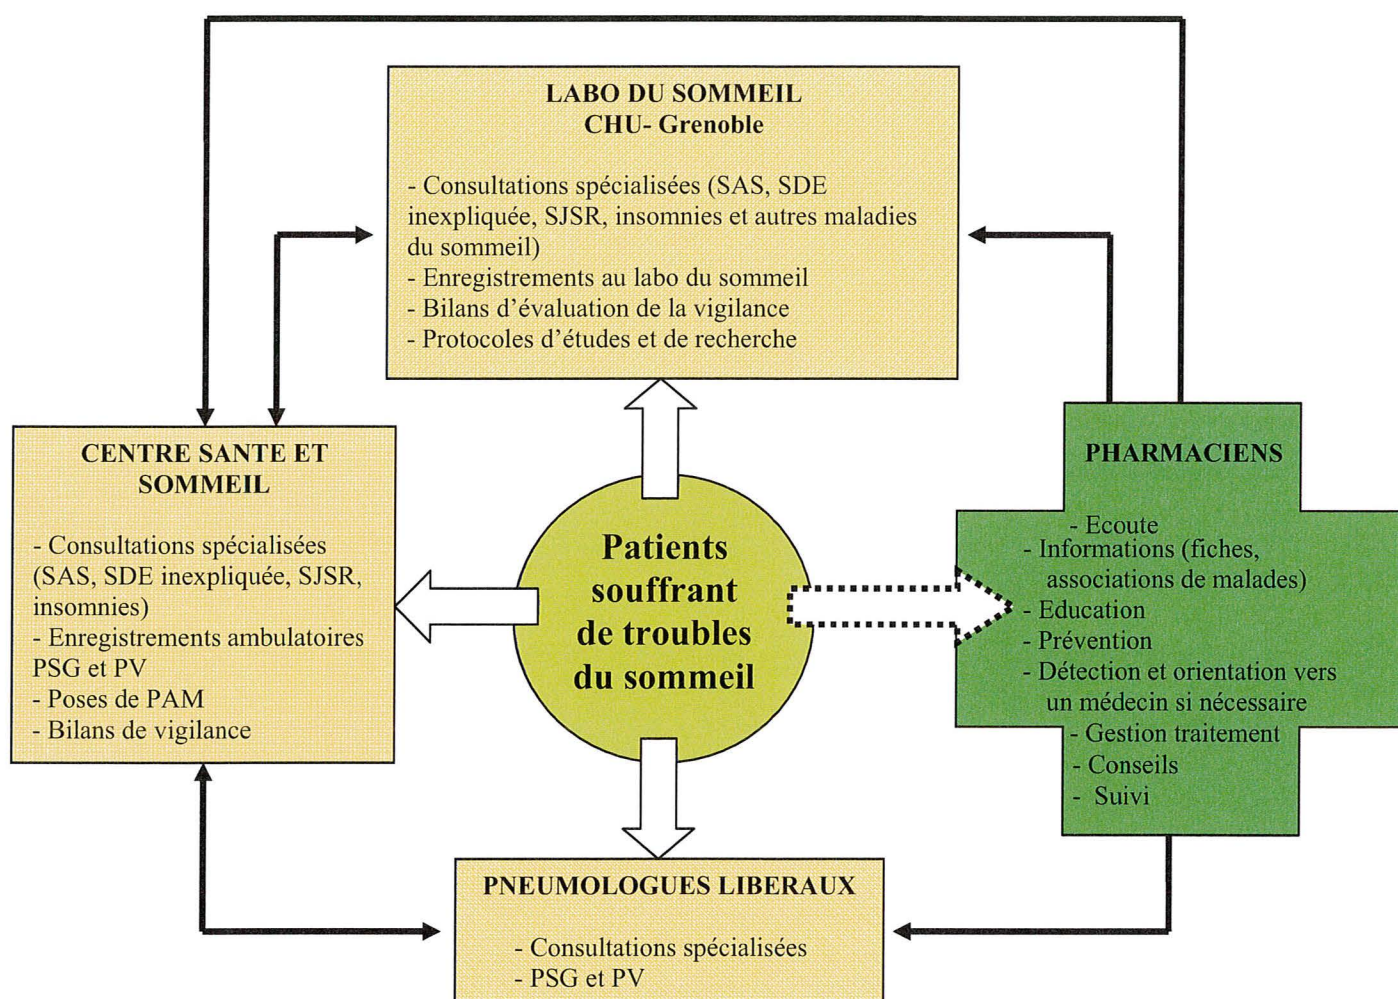 LABO DU SOMMEIL
CHU- Grenoble
- Consultations spécialisées (SAS, SDE
inexpliquée, SJSR, insomnies et autres maladies
du sommeil)
- Enregistrements au labo du sommeil
- Bilans d'évaluation de la vigilance
- Protocoles d'études et de recherche
CENTRE SANTE ET
SOMMEIL
- Consultations spécialisées
(SAS, SDE inexpliquée, SJSR,
insomnies)
- Enregistrements ambulatoires
PSG et PV
- Poses de PAM
- Bilans de vigilance
Patients
souffrant
de troubles
du sommeil
PHARMACIENS
- Ecoute
- Informations (fiches,
associations de malades)
- Education
- Prévention
- Détection et orientation vers
un médecin si nécessaire
- Gestion traitement
- Conseils
- Suivi
PNEUMOLOGUES LIBERAUX
- Consultations spécialisées
- PSG et PV